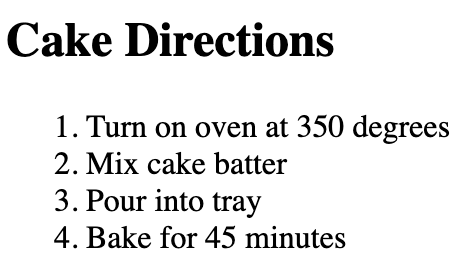 Cake Directions
1. Turn on oven at 350 degrees
2. Mix cake batter
3. Pour into tray
4. Bake for 45 minutes